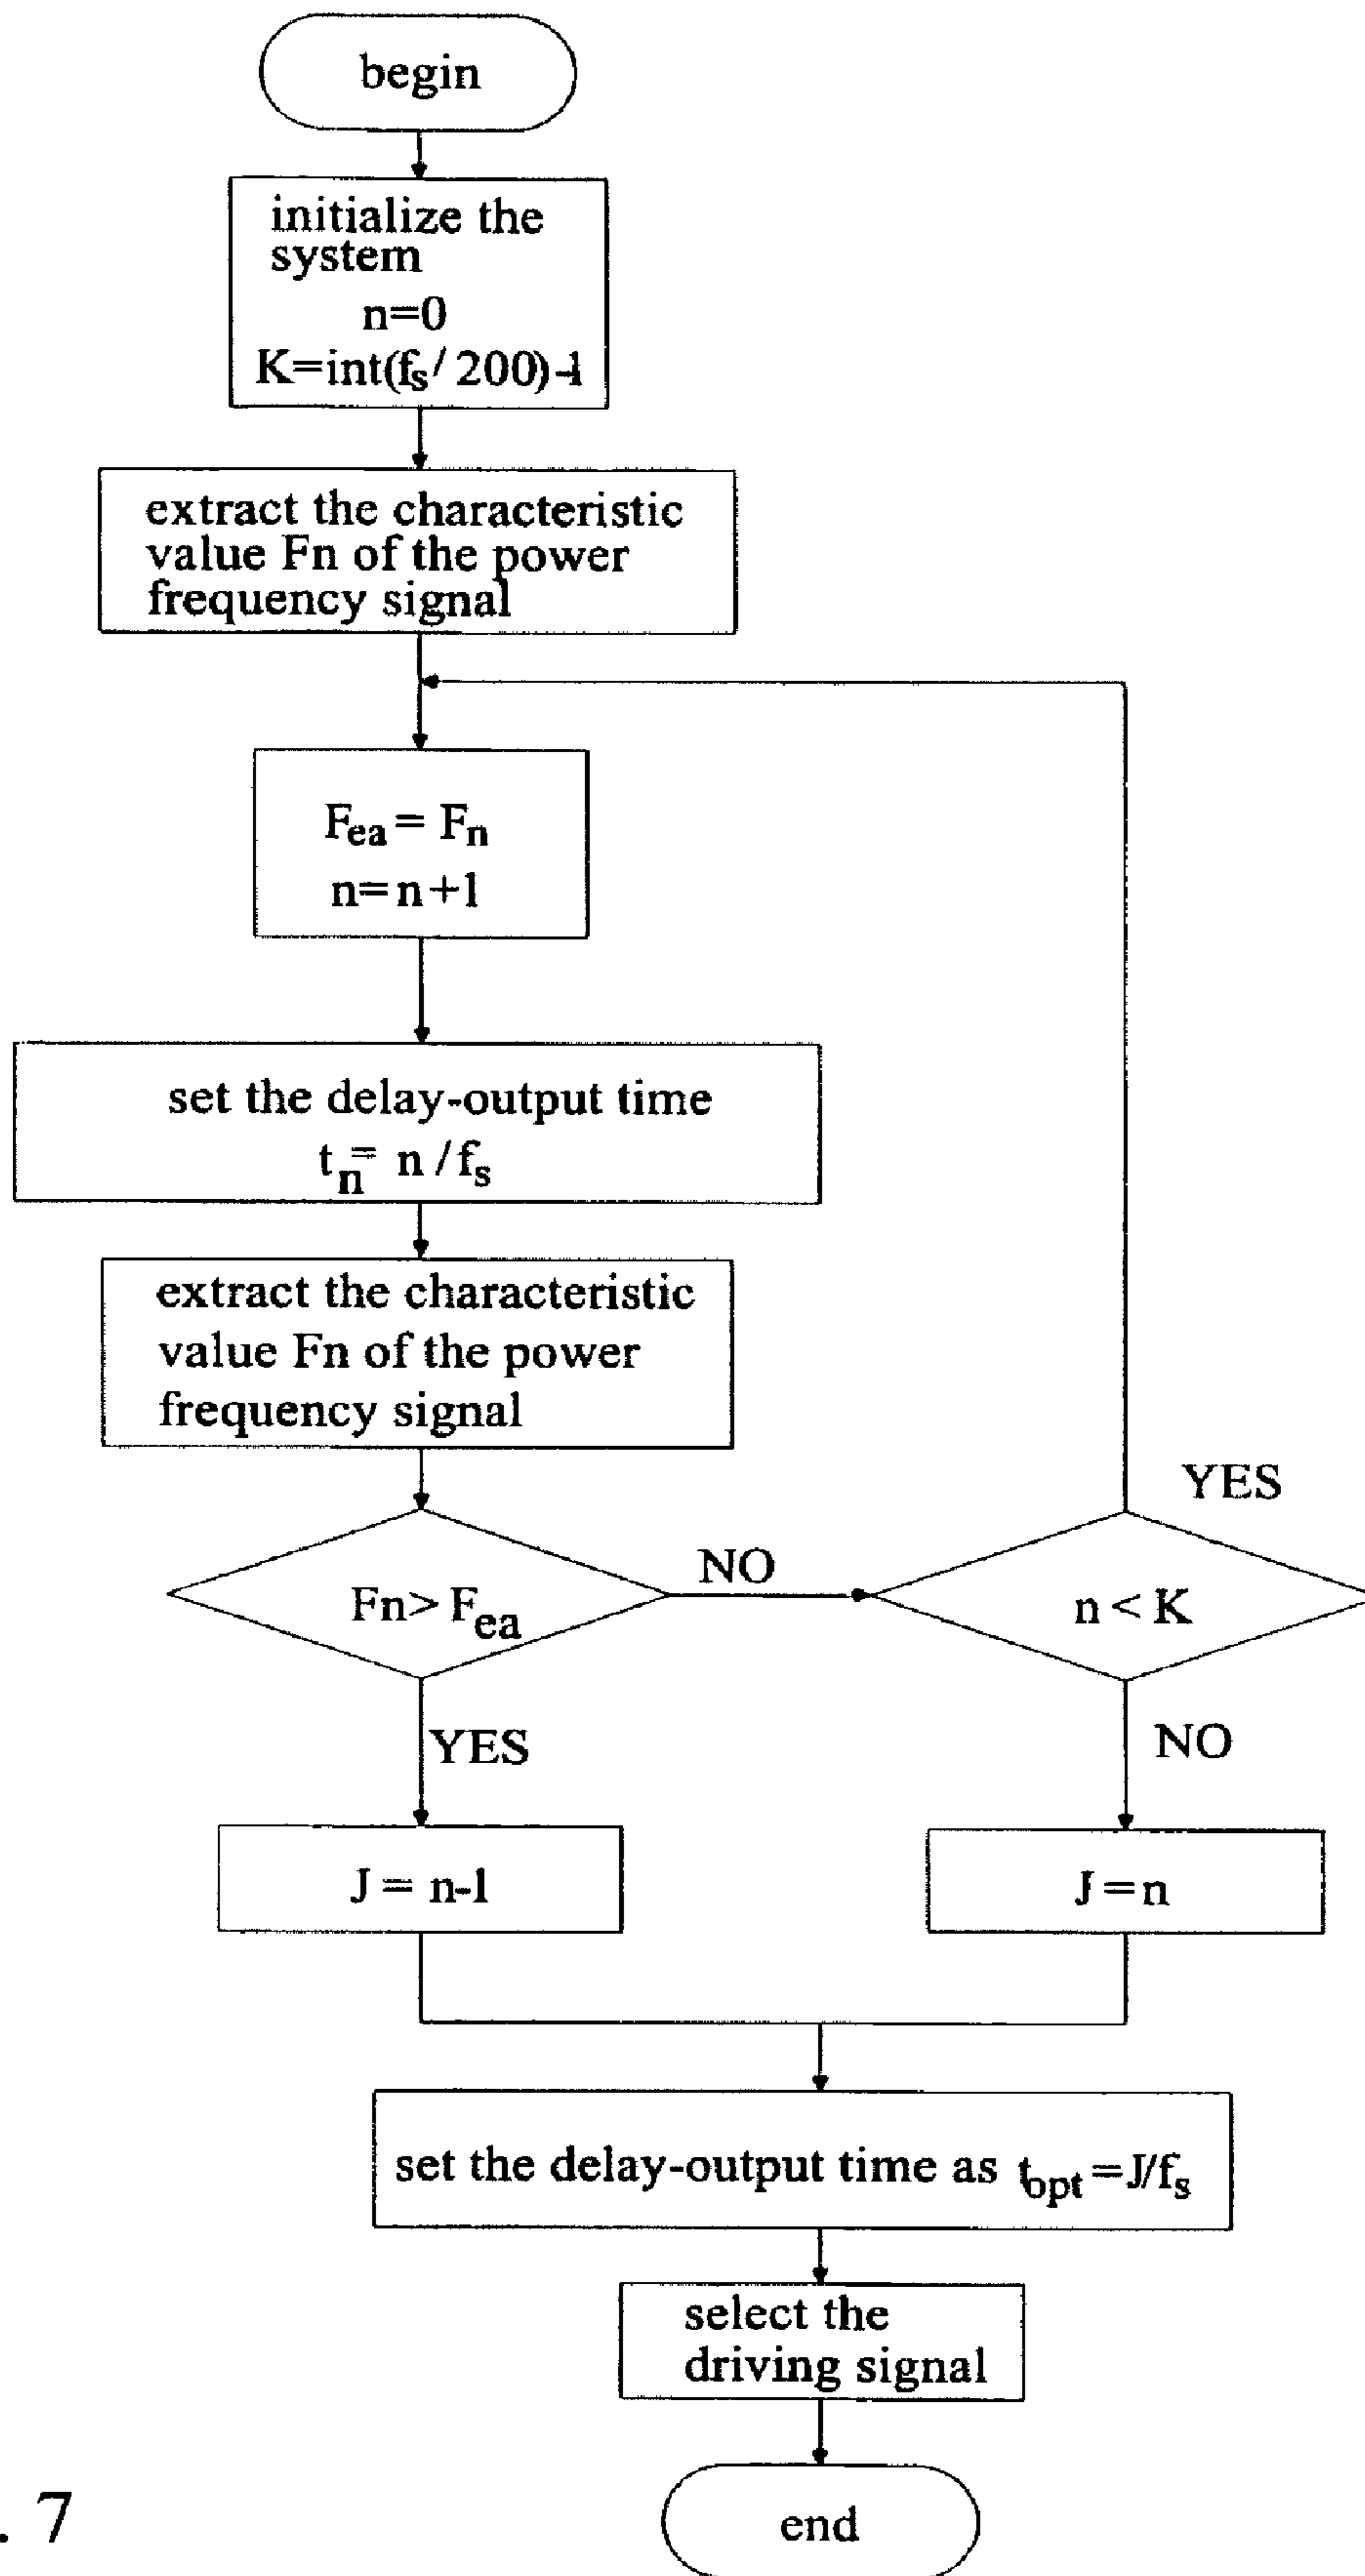 begin
initialize the
system
n=0
K=int(fs/200)-1
extract the characteristic
value Fn of the power
frequency signal
Fea = Fn
n=n+1
set the delay-output time
tn= n/fs
extract the characteristic
value Fn of the power
frequency signal
YES
NO
Fn> Fea
n < K
YES
NO
J = n-1
J=n
set the delay-output time as topt=J/fs
select the
driving signal
end
. 7